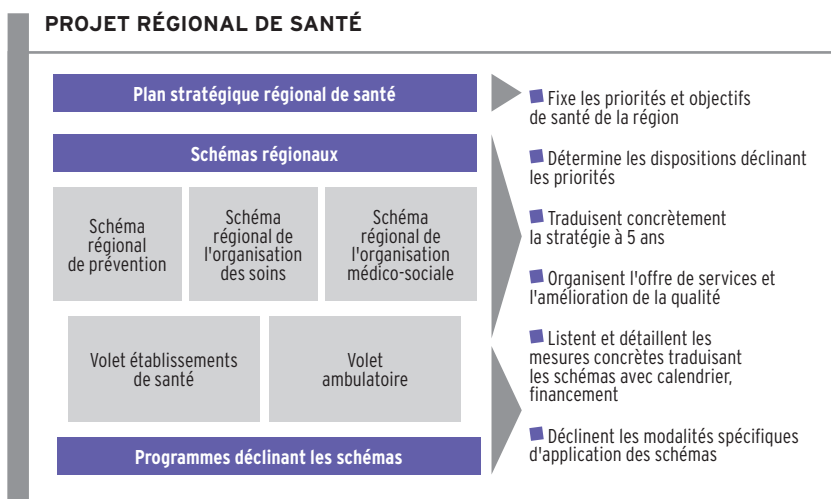 PROJET RÉGIONAL DE SANTÉ
Plan stratégique régional de santé
Fixe les priorités et objectifs
de santé de la région
Schémas régionaux
Schéma
régional
de prévention
Schéma
régional de
l'organisation
des soins
Schéma
régional de
l'organisation
médico-sociale
Détermine les dispositions déclinant
les priorités
Traduisent concrètement
la stratégie à 5 ans
Organisent l'offre de services et
l'amélioration de la qualité
Volet établissements
de santé
Volet
ambulatoire
Programmes déclinant les schémas
Listent et détaillent les
mesures concrètes traduisant
les schémas avec calendrier,
financement
Déclinent les modalités spécifiques
d'application des schémas